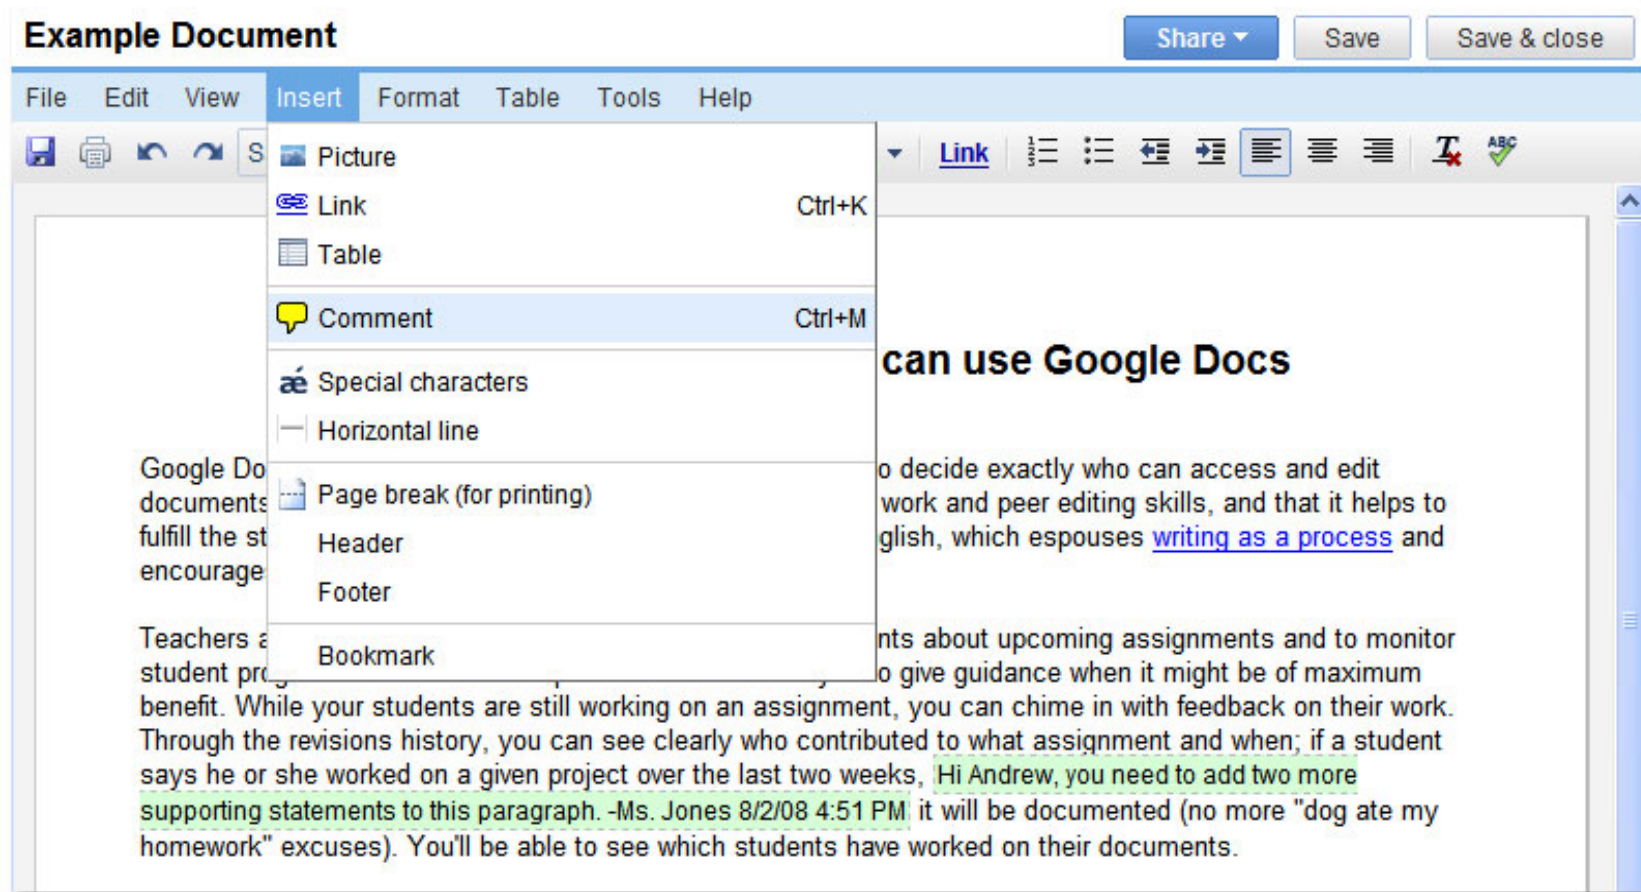 Example Document
Share Save Save & close
File Edit View Insert Format Table Tools Help
S Link ABC
Picture
Link Ctrl+K
Table
Comment Ctrl+M
æé Special characters
Horizontal line
Page break (for printing)
Header
Footer
Bookmark
can use Google Docs
Google Do o decide exactly who can access and edit
documents work and peer editing skills, and that it helps to
fulfill the st glish, which espouses writing as a process and
encourage
Teachers a nts about upcoming assignments and to monitor
student pro o give guidance when it might be of maximum
benefit. While your students are still working on an assignment, you can chime in with feedback on their work.
Through the revisions history, you can see clearly who contributed to what assignment and when; if a student
says he or she worked on a given project over the last two weeks, Hi Andrew, you need to add two more
supporting statements to this paragraph. -Ms. Jones 8/2/08 4:51 PM it will be documented (no more "dog ate my
homework" excuses). You'll be able to see which students have worked on their documents.